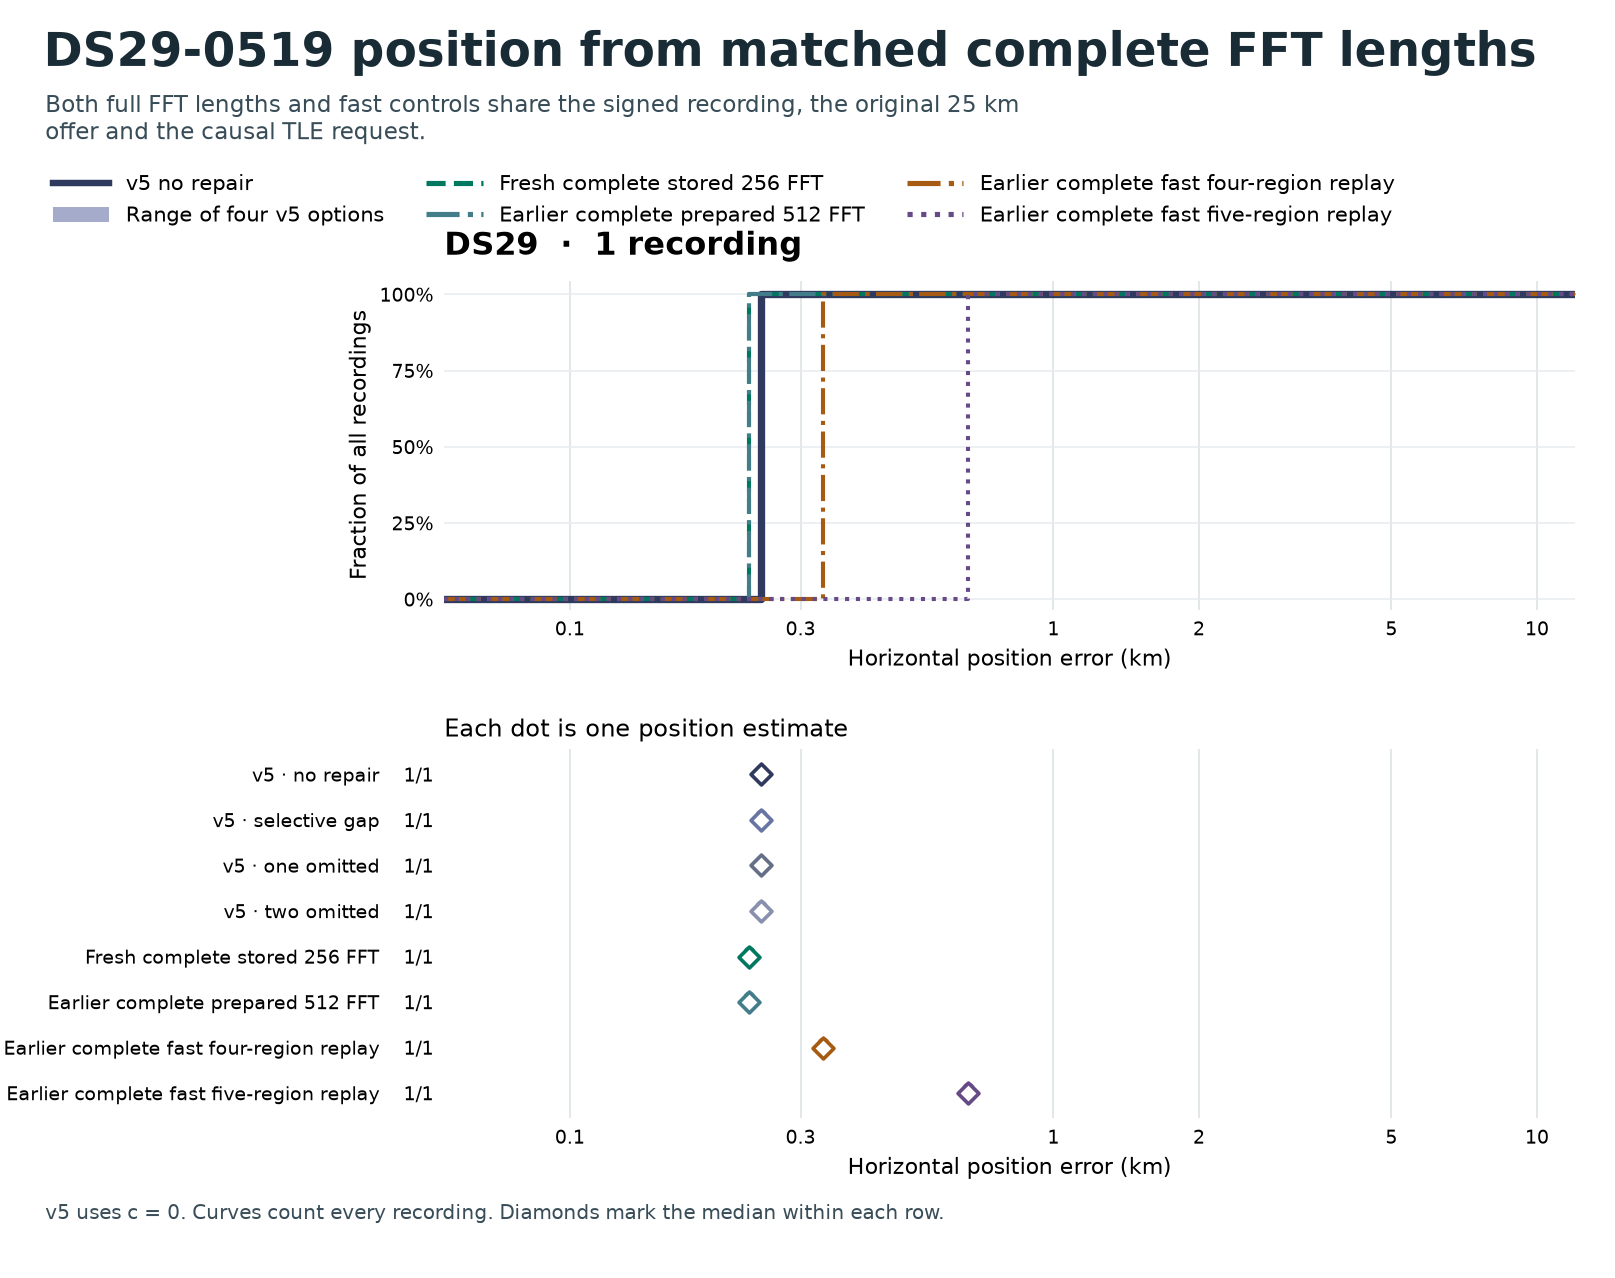 DS29-0519 position from matched complete FFT lengths
Both full FFT lengths and fast controls share the signed recording, the original 25 km
offer and the causal TLE request.
v5 no repair
Range of four v5 options
Fresh complete stored 256 FFT
Earlier complete prepared 512 FFT
Earlier complete fast four-region replay
Earlier complete fast five-region replay
DS29 · 1 recording
Fraction of all recordings
100%
75%
50%
25%
0%
0.1 0.3 1 2 5 10
Horizontal position error (km)
Each dot is one position estimate
v5 · no repair 1/1
v5 · selective gap 1/1
v5 · one omitted 1/1
v5 · two omitted 1/1
Fresh complete stored 256 FFT 1/1
Earlier complete prepared 512 FFT 1/1
Earlier complete fast four-region replay 1/1
Earlier complete fast five-region replay 1/1
0.1 0.3 1 2 5 10
Horizontal position error (km)
v5 uses c = 0. Curves count every recording. Diamonds mark the median within each row.